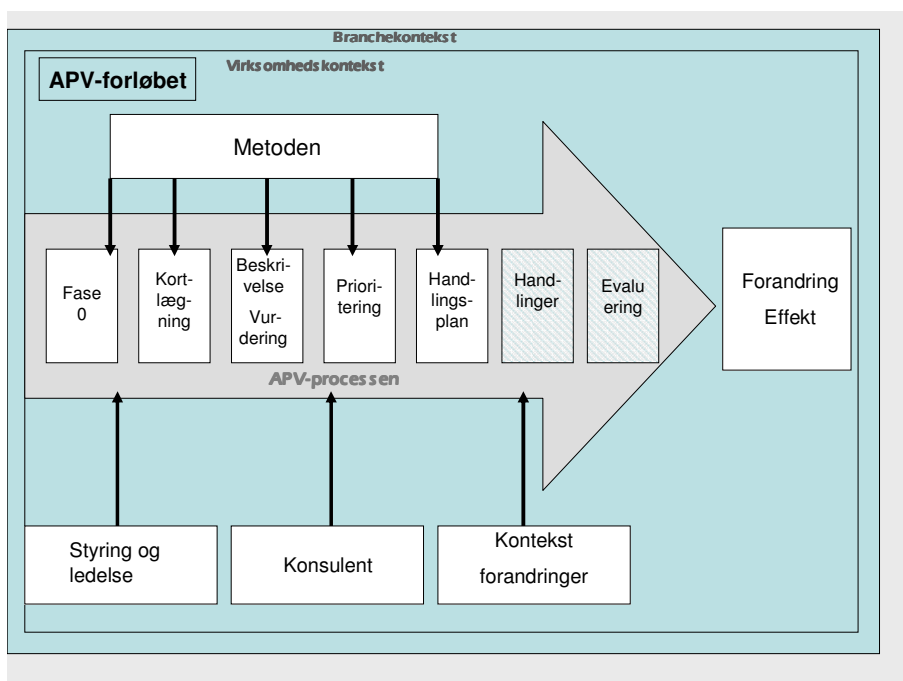 Branchekontekst
Virksomhedskontekst
APV-forløbet
Metoden
Fase
0
Kort-
læg-
ning
Beskri-
velse
Vur-
dering
Priori-
tering
Hand-
lings-
plan
Hand-
linger
Evalu
ering
Forandring
Effekt
APV-processen
Styring og
ledelse
Konsulent
Kontekst
forandringer